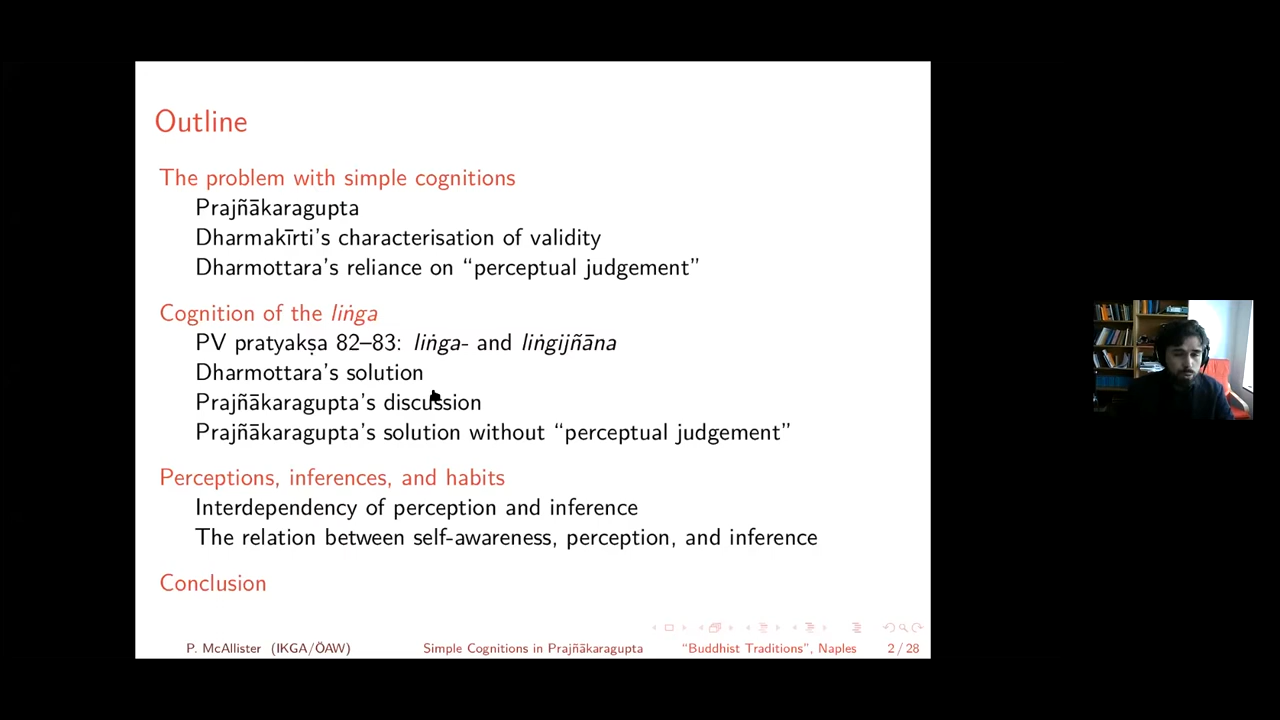 Outline
The problem with simple cognitions
Prajñākaragupta
Dharmakīrti's characterisation of validity
Dharmottara's reliance on “perceptual judgement”
Cognition of the liṅga
PV pratyakṣa 82–83: liṅga- and liṅgijñāna
Dharmottara's solution
Prajñākaragupta's discussion
Prajñākaragupta's solution without “perceptual judgement”
Perceptions, inferences, and habits
Interdependency of perception and inference
The relation between self-awareness, perception, and inference
Conclusion
P. McAllister (IKGA/ÖAW) Simple Cognitions in Prajñākaragupta “Buddhist Traditions”, Naples 2 / 28